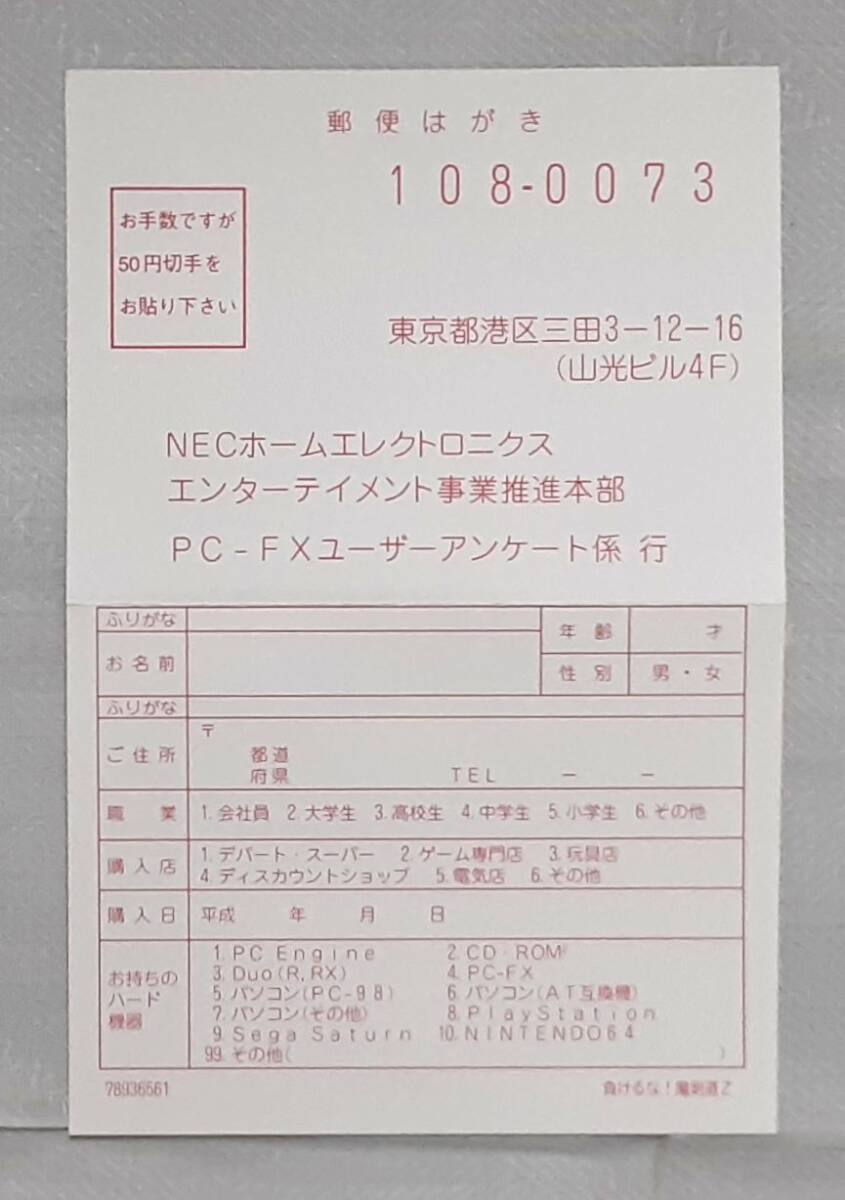 郵便はがき
108-0073
お手数ですが
50円切手を
お貼り下さい
東京都港区三田3-12-16
(山光ビル4F)
NECホームエレクトロニクス
エンターテイメント事業推進本部
PC-FXユーザーアンケート係 行
ふりがな
お名前
年齢 才
性別 男・女
ふりがな
ご住所 〒
都道
府県 TEL － －
職業 1.会社員 2.大学生 3.高校生 4.中学生 5.小学生 6.その他
購入店 1.デパート・スーパー 2.ゲーム専門店 3.玩具店
4.ディスカウントショップ 5.電気店 6.その他
購入日 平成 年 月 日
お持ちのハード機器
1.PC Engine 2.CD・ROM²
3.Duo(R,RX) 4.PC-FX
5.パソコン(PC-98) 6.パソコン(AT互換機)
7.パソコン(その他) 8.PlayStation
9.Sega Saturn 10.NINTENDO64
99.その他( )
78936561
負けるな!魔剣道Z